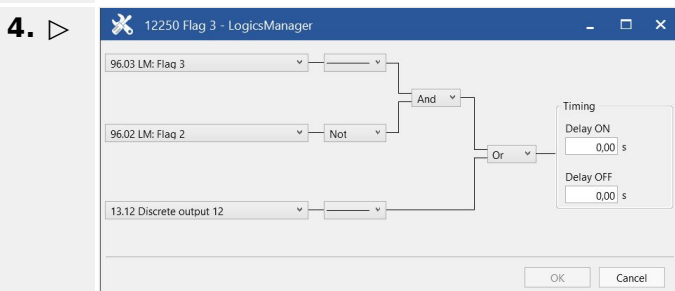 4.
12250 Flag 3 - LogicsManager
96.03 LM: Flag 3
And
Timing
96.02 LM: Flag 2
Not
Delay ON
0,00 s
Or
Delay OFF
0,00 s
13.12 Discrete output 12
OK Cancel